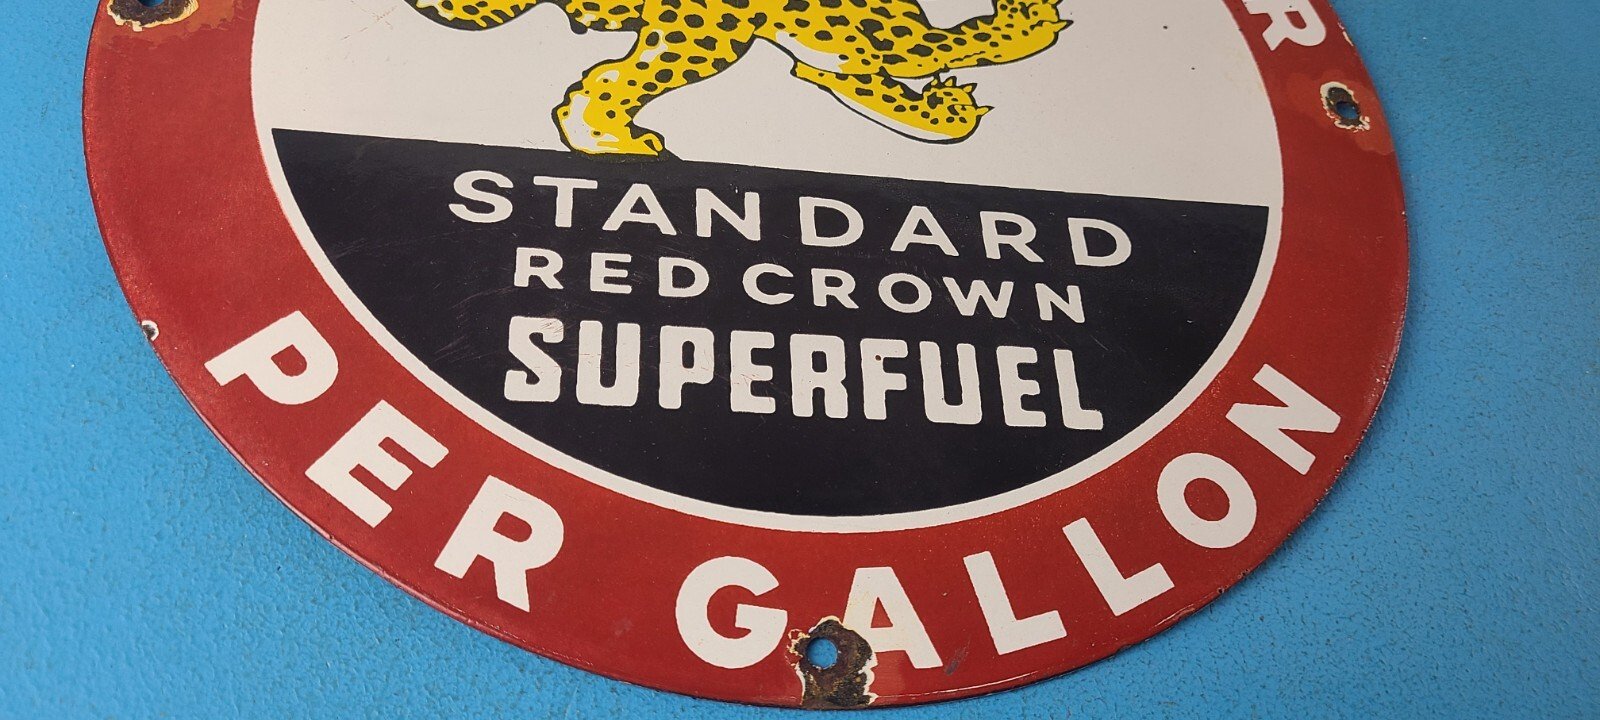 STANDARD
RED CROWN
SUPERFUEL
PER GALLON